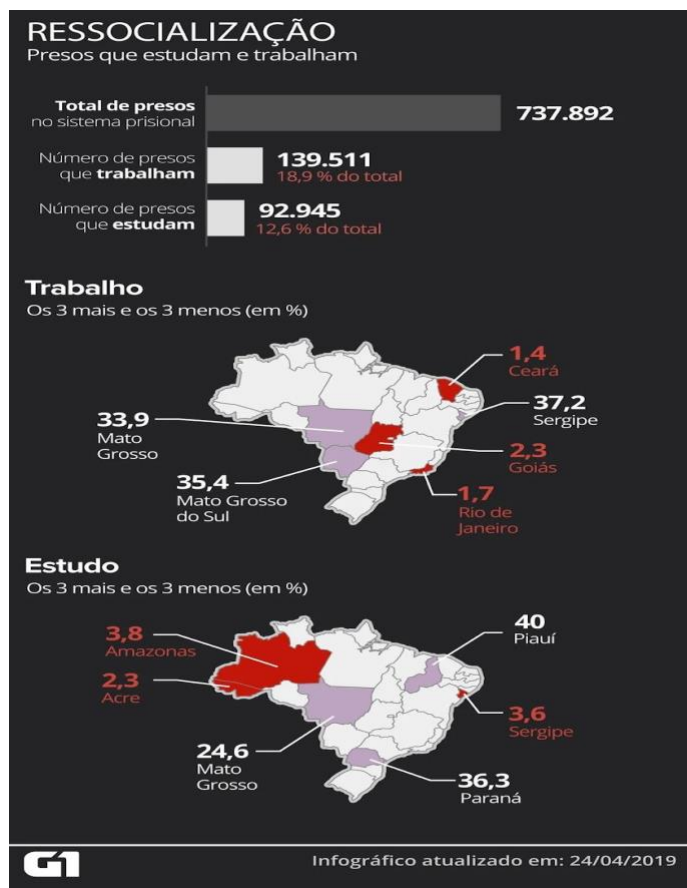 RESSOCIALIZAÇÃO
Presos que estudam e trabalham
Total de presos
no sistema prisional
737.892
Número de presos
que trabalham
139.511
18,9 % do total
Número de presos
que estudam
92.945
12,6 % do total
Trabalho
Os 3 mais e os 3 menos (em %)
1,4
Ceará
37,2
Sergipe
33,9
Mato
Grosso
2,3
Goiás
35,4
Mato Grosso
do Sul
1,7
Rio de
Janeiro
Estudo
Os 3 mais e os 3 menos (em %)
40
Piauí
3,8
Amazonas
2,3
Acre
3,6
Sergipe
24,6
Mato
Grosso
36,3
Paraná
G1
Infográfico atualizado em: 24/04/2019